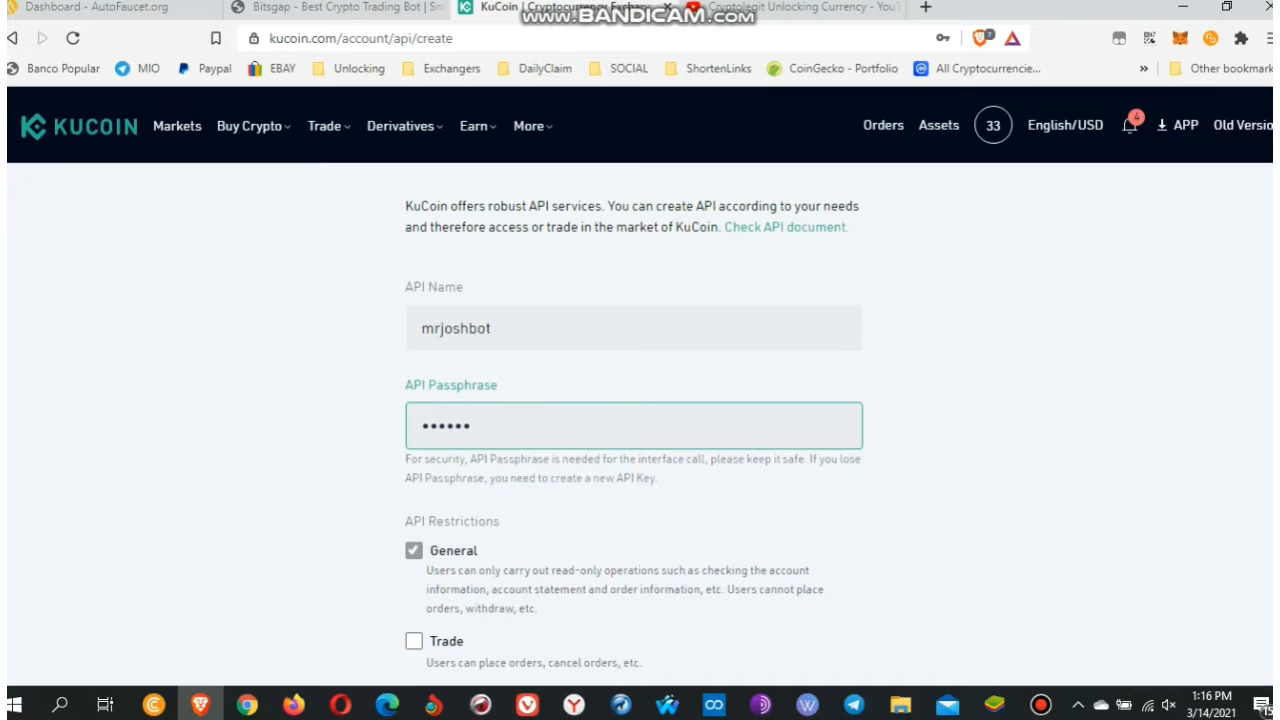 Dashboard - AutoFaucet.org
Bitsgap - Best Crypto Trading Bot | Sm
KuCoin | Cryptocurrency Exchang
Cryptolegit Unlocking Currency - YouT
www.BANDICAM.com
kucoin.com/account/api/create
Banco Popular
MIO
Paypal
EBAY
Unlocking
Exchangers
DailyClaim
SOCIAL
ShortenLinks
CoinGecko - Portfolio
All Cryptocurrencie...
»
Other bookmark
KUCOIN
Markets
Buy Crypto
Trade
Derivatives
Earn
More
Orders
Assets
33
English/USD
4
APP
Old Versio
KuCoin offers robust API services. You can create API according to your needs
and therefore access or trade in the market of KuCoin. Check API document.
API Name
mrjoshbot
API Passphrase
••••••
For security, API Passphrase is needed for the interface call, please keep it safe. If you lose
API Passphrase, you need to create a new API Key.
API Restrictions
General
Users can only carry out read-only operations such as checking the account
information, account statement and order information, etc. Users cannot place
orders, withdraw, etc.
Trade
Users can place orders, cancel orders, etc.
1:16 PM
3/14/2021
15